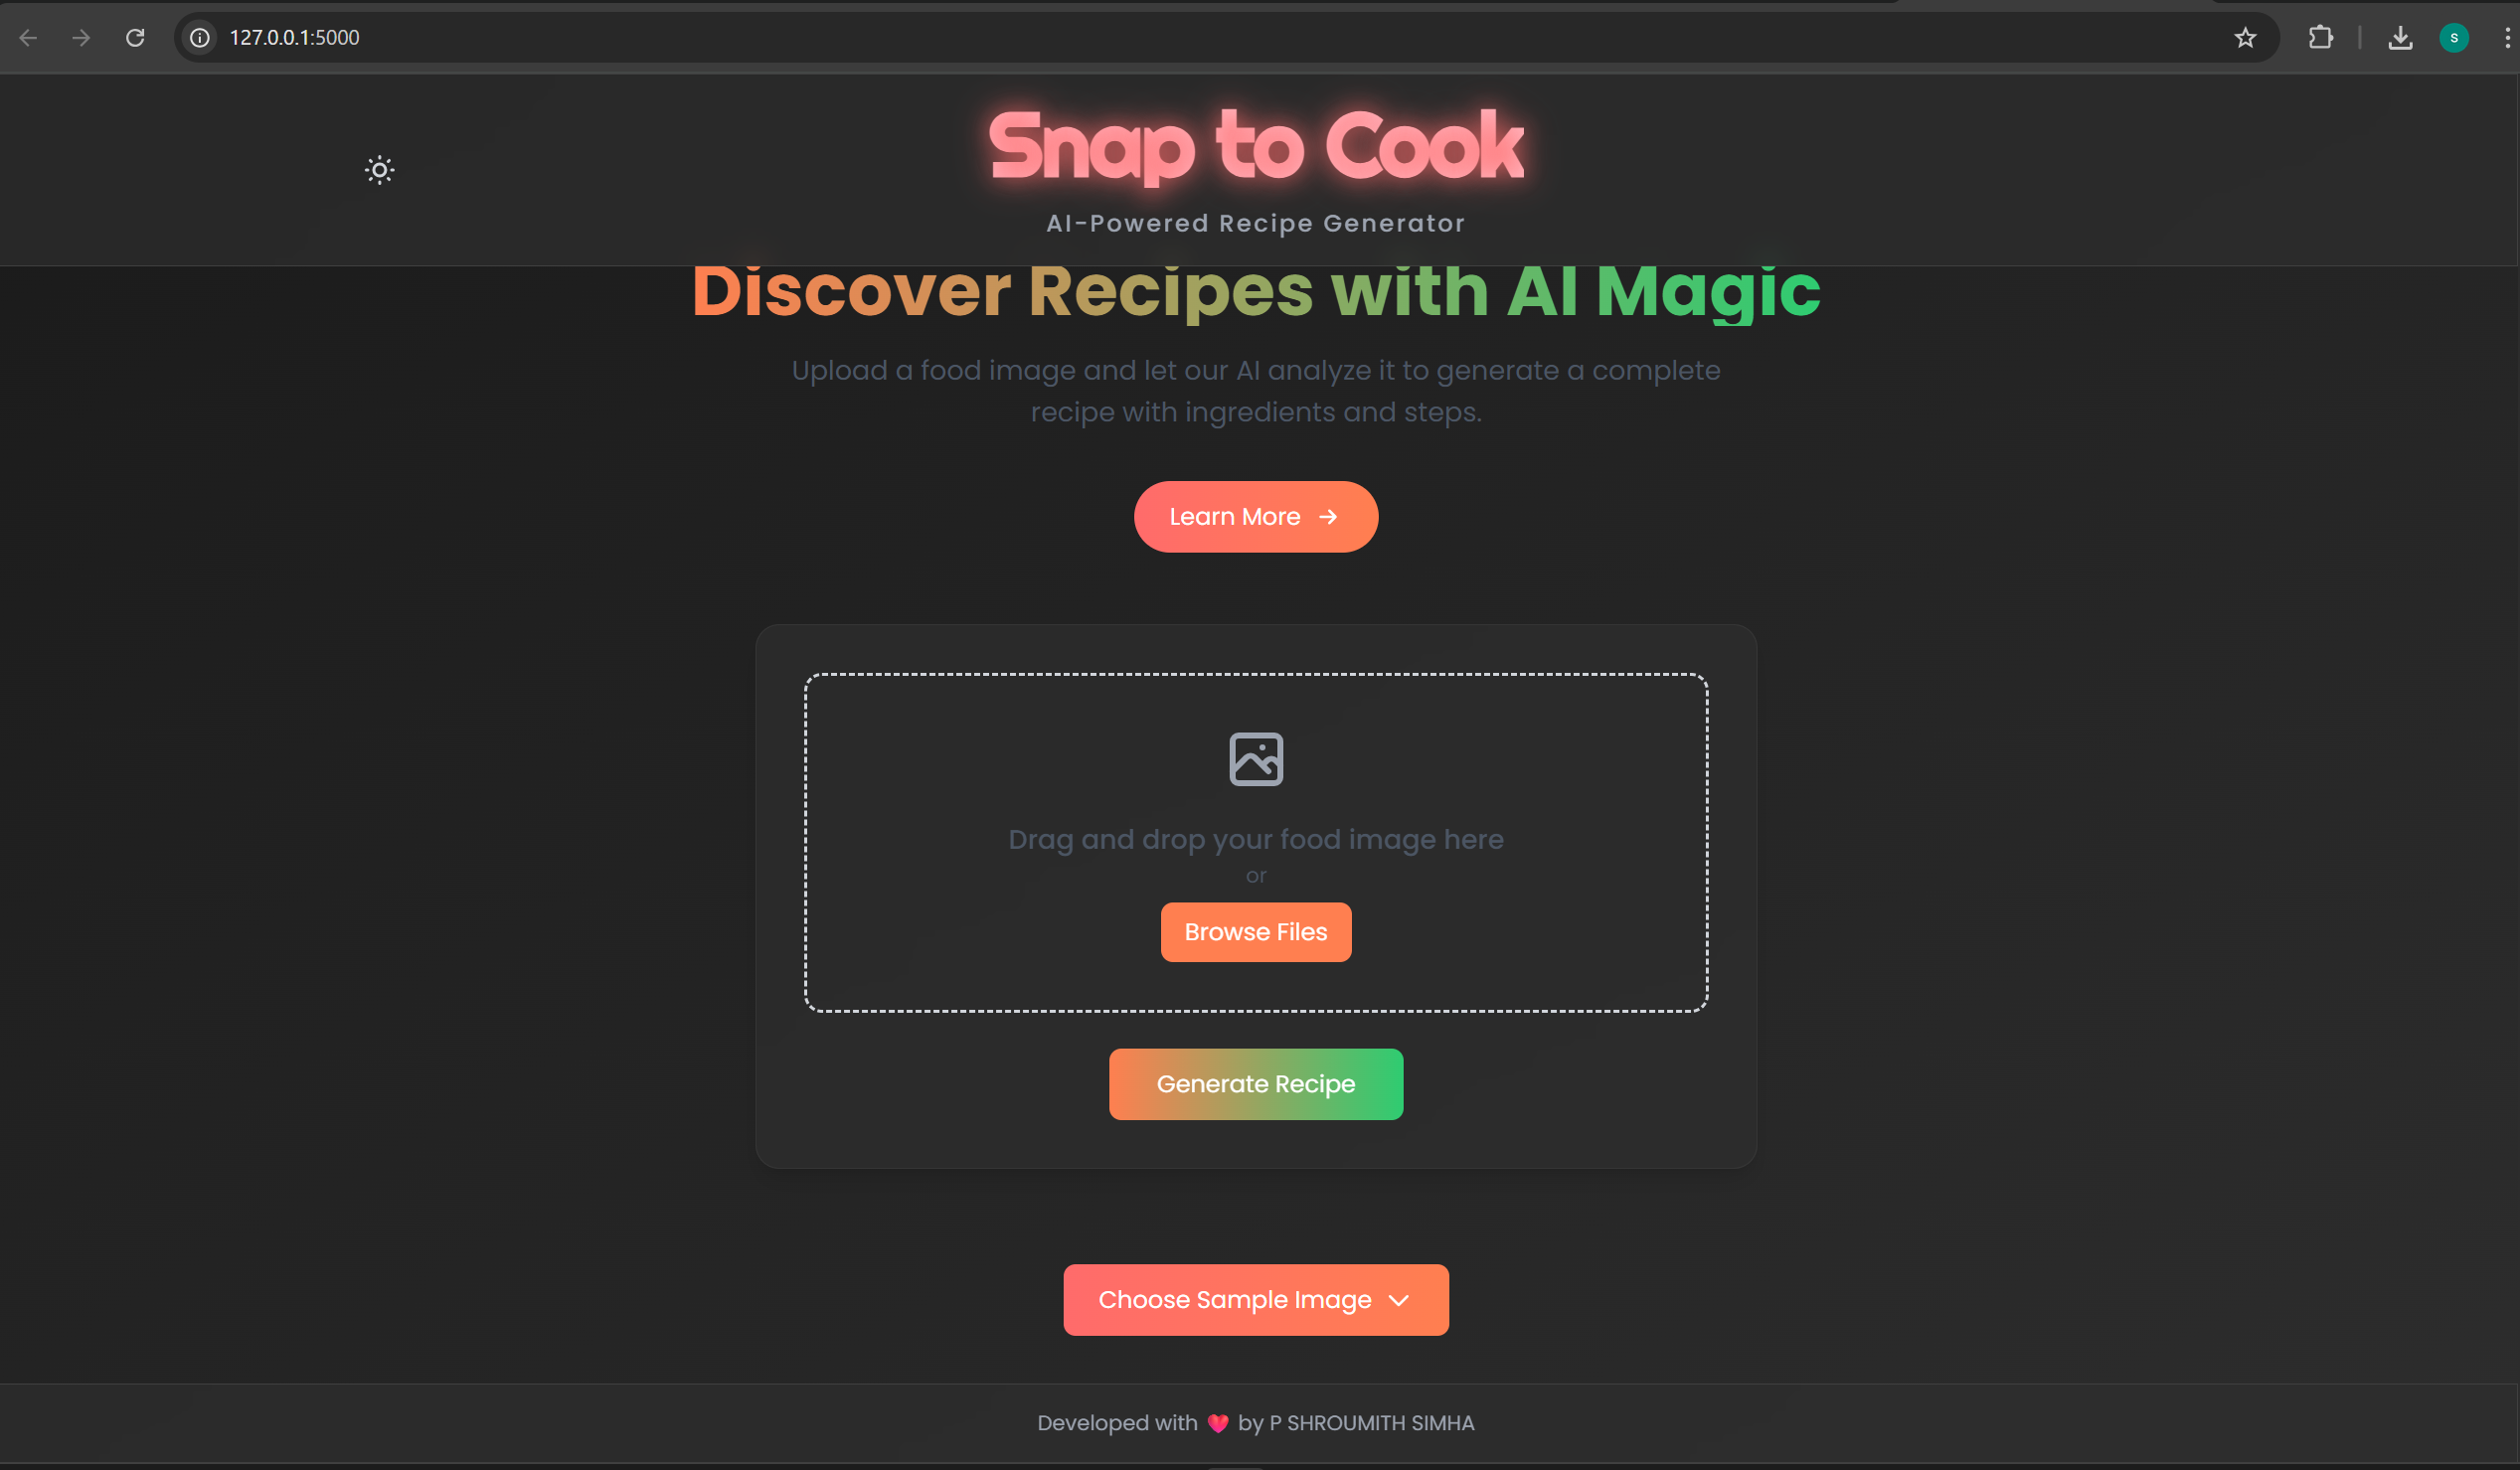 127.0.0.1:5000
S
Snap to Cook
AI-Powered Recipe Generator
Discover Recipes with AI Magic
Upload a food image and let our AI analyze it to generate a complete
recipe with ingredients and steps.
Learn More →
Drag and drop your food image here
or
Browse Files
Generate Recipe
Choose Sample Image
Developed with ❤️ by P SHROUMITH SIMHA